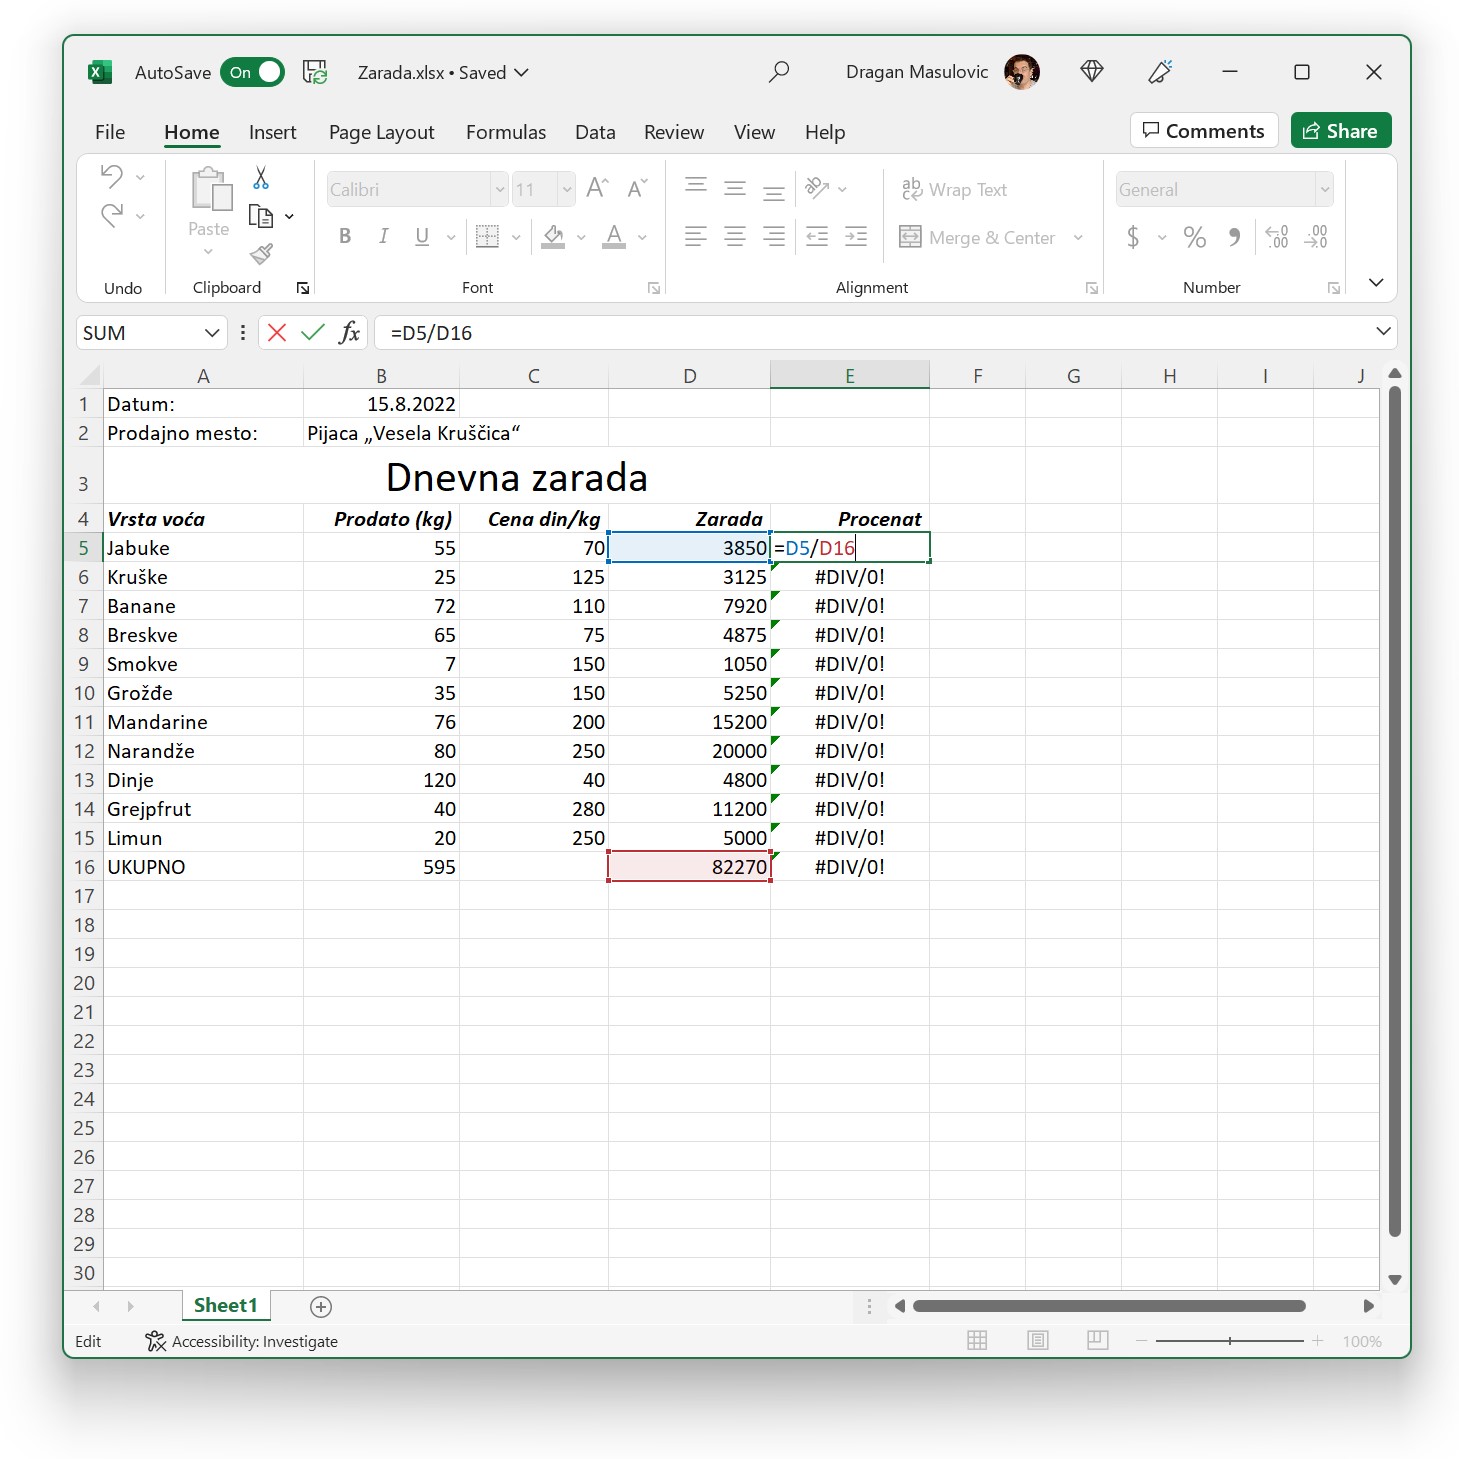 AutoSave On Zarada.xlsx • Saved Dragan Masulovic
File Home Insert Page Layout Formulas Data Review View Help Comments Share
Calibri 11 ab Wrap Text General
Paste B I U A Merge & Center $ % 9 .00 .00
Undo Clipboard Font Alignment Number
SUM fx =D5/D16
A B C D E F G H I J
1 Datum: 15.8.2022
2 Prodajno mesto: Pijaca „Vesela Kruščica“
3 Dnevna zarada
4 Vrsta voća Prodato (kg) Cena din/kg Zarada Procenat
5 Jabuke 55 70 3850 =D5/D16
6 Kruške 25 125 3125 #DIV/0!
7 Banane 72 110 7920 #DIV/0!
8 Breskve 65 75 4875 #DIV/0!
9 Smokve 7 150 1050 #DIV/0!
10 Grožđe 35 150 5250 #DIV/0!
11 Mandarine 76 200 15200 #DIV/0!
12 Narandže 80 250 20000 #DIV/0!
13 Dinje 120 40 4800 #DIV/0!
14 Grejpfrut 40 280 11200 #DIV/0!
15 Limun 20 250 5000 #DIV/0!
16 UKUPNO 595 82270 #DIV/0!
17
18
19
20
21
22
23
24
25
26
27
28
29
30
Sheet1
Edit Accessibility: Investigate 100%